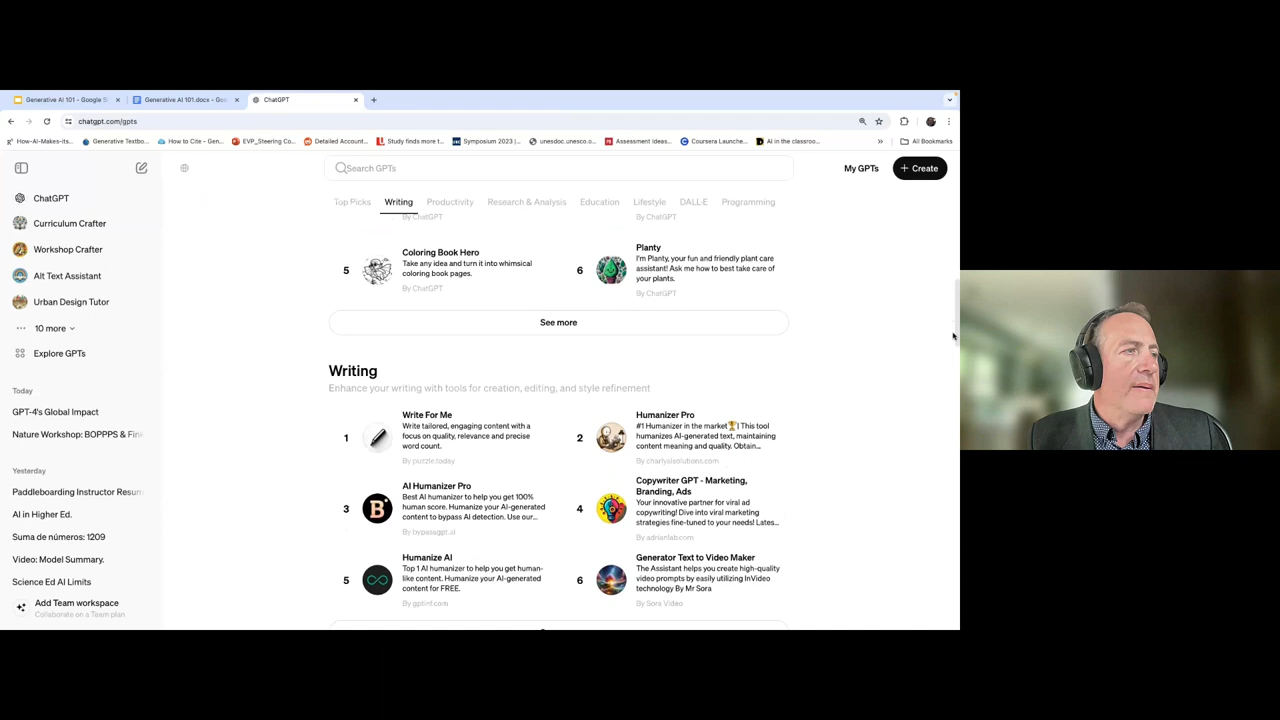 Generative AI 101 - Google S
Generative AI 101.docx - Goo
ChatGPT
chatgpt.com/gpts
How-AI-Makes-Its...
Generative Textbo...
How to Cite - Gen...
EVP_Steering Co...
Detailed Account...
Study finds more t...
Symposium 2023 |...
unesdoc.unesco.o...
Assessment Ideas...
Coursera Launche...
AI in the classroo...
All Bookmarks
Search GPTs
My GPTs
+ Create
ChatGPT
Curriculum Crafter
Workshop Crafter
Alt Text Assistant
Urban Design Tutor
10 more
Explore GPTs
Today
GPT-4's Global Impact
Nature Workshop: BOPPPS & Fink
Yesterday
Paddleboarding Instructor Resum
AI in Higher Ed.
Suma de números: 1209
Video: Model Summary.
Science Ed AI Limits
Add Team workspace
Collaborate on a Team plan
Top Picks
Writing
Productivity
Research & Analysis
Education
Lifestyle
DALL·E
Programming
By ChatGPT
By ChatGPT
5
Coloring Book Hero
Take any idea and turn it into whimsical
coloring book pages.
By ChatGPT
6
Planty
I'm Planty, your fun and friendly plant care
assistant! Ask me how to best take care of
your plants.
By ChatGPT
See more
Writing
Enhance your writing with tools for creation, editing, and style refinement
1
Write For Me
Write tailored, engaging content with a
focus on quality, relevance and precise
word count.
By puzzle.today
2
Humanizer Pro
#1 Humanizer in the market🏆! This tool
humanizes AI-generated text, maintaining
content meaning and quality. Obtain...
By charlyaisolutions.com
3
AI Humanizer Pro
Best AI humanizer to help you get 100%
human score. Humanize your AI-generated
content to bypass AI detection. Use our...
By bypassgpt.ai
4
Copywriter GPT - Marketing,
Branding, Ads
Your innovative partner for viral ad
copywriting! Dive into viral marketing
strategies fine-tuned to your needs! Lates...
By adrianlab.com
5
Humanize AI
Top 1 AI humanizer to help you get human-
like content. Humanize your AI-generated
content for FREE.
By gptinf.com
6
Generator Text to Video Maker
The Assistant helps you create high-quality
video prompts by easily utilizing InVideo
technology By Mr Sora
By Sora Video